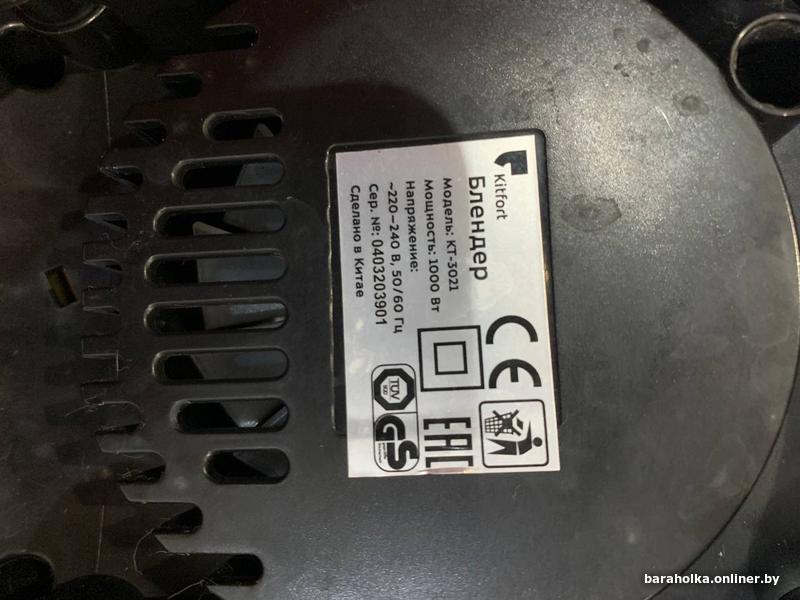 Kitfort
Блендер
Модель: КТ-3021
Мощность: 1000 Вт
Напряжение:
~220–240 В, 50/60 Гц
Сер. №: 0403203901
Сделано в Китае
CE
EAC
TÜV
GS
baraholka.onliner.by